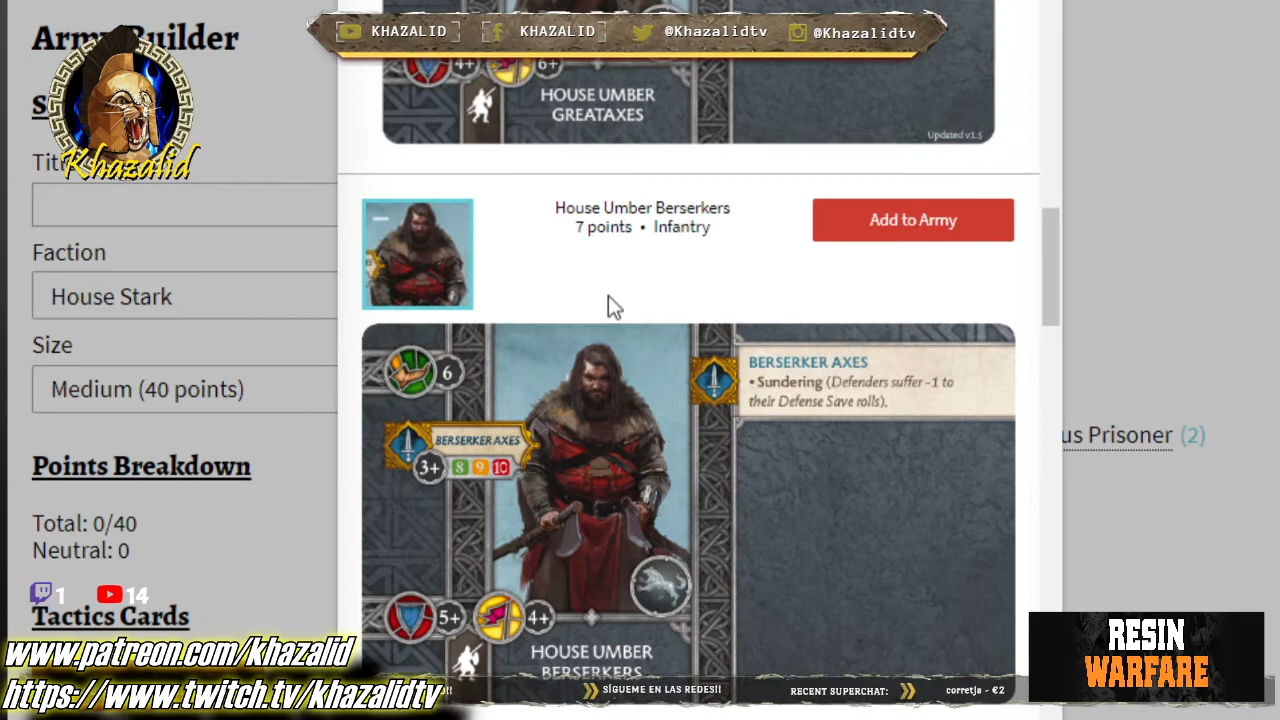 KHAZALID
KHAZALID
@Khazalidtv
@Khazalidtv
Army Builder
Khazalid
4+
6+
HOUSE UMBER
GREATAXES
Updated v1.5
House Umber Berserkers
7 points • Infantry
Add to Army
Faction
House Stark
Size
Medium (40 points)
Points Breakdown
Total: 0/40
Neutral: 0
1
14
Tactics Cards
6
BERSERKER AXES
3+
8 9 10
5+
4+
HOUSE UMBER
BERSERKERS
BERSERKER AXES
• Sundering (Defenders suffer -1 to
their Defense Save rolls).
us Prisoner (2)
RESIN
WARFARE
www.patreon.com/khazalid
https://www.twitch.tv/khazalidtv
SÍGUEME EN LAS REDES!!
RECENT SUPERCHAT:
corretja - €2